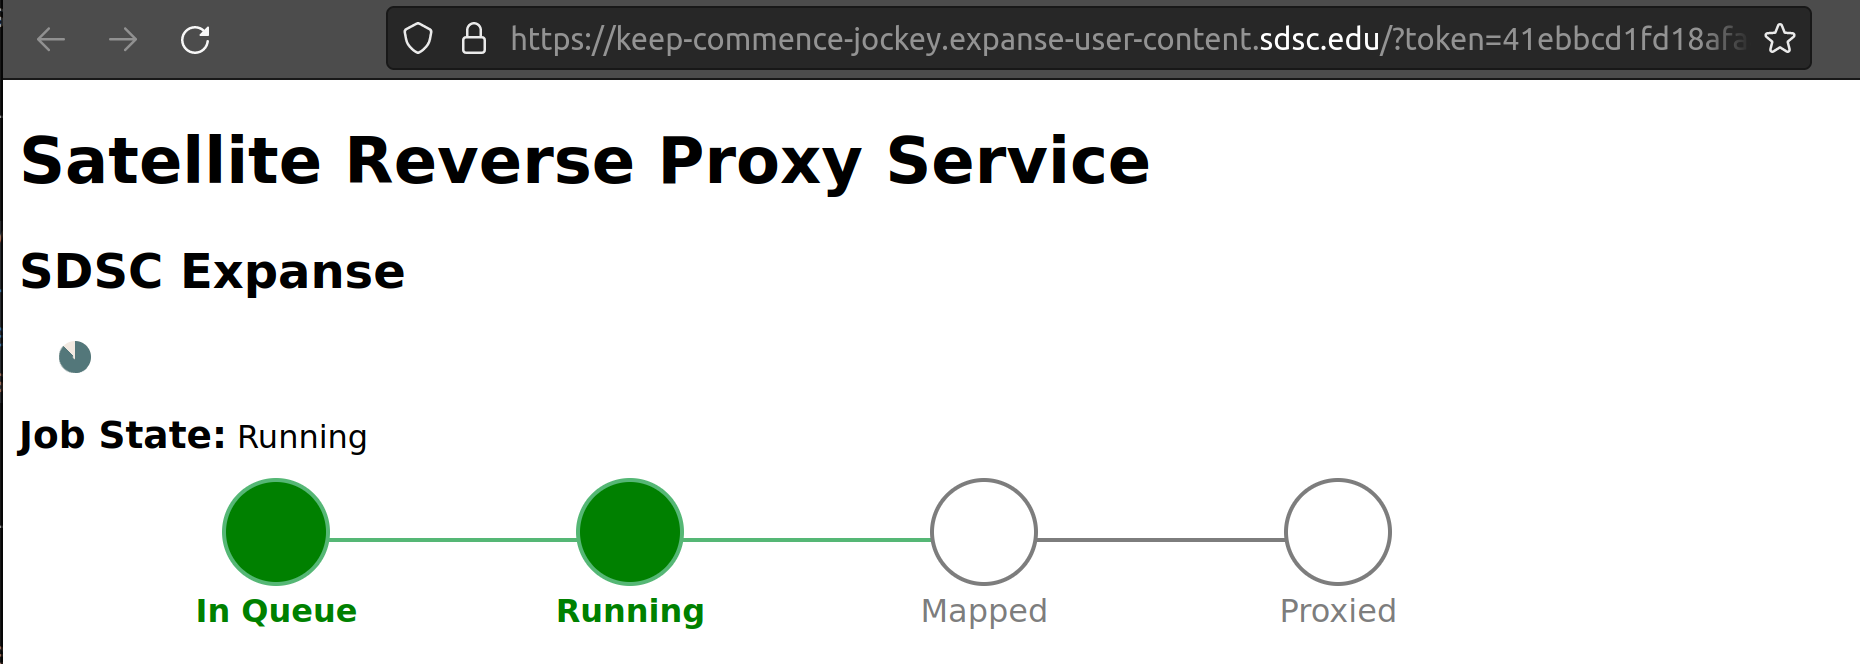 https://keep-commence-jockey.expanse-user-content.sdsc.edu/?token=41ebbcd1fd18afa
Satellite Reverse Proxy Service
SDSC Expanse
Job State: Running
In Queue Running Mapped Proxied